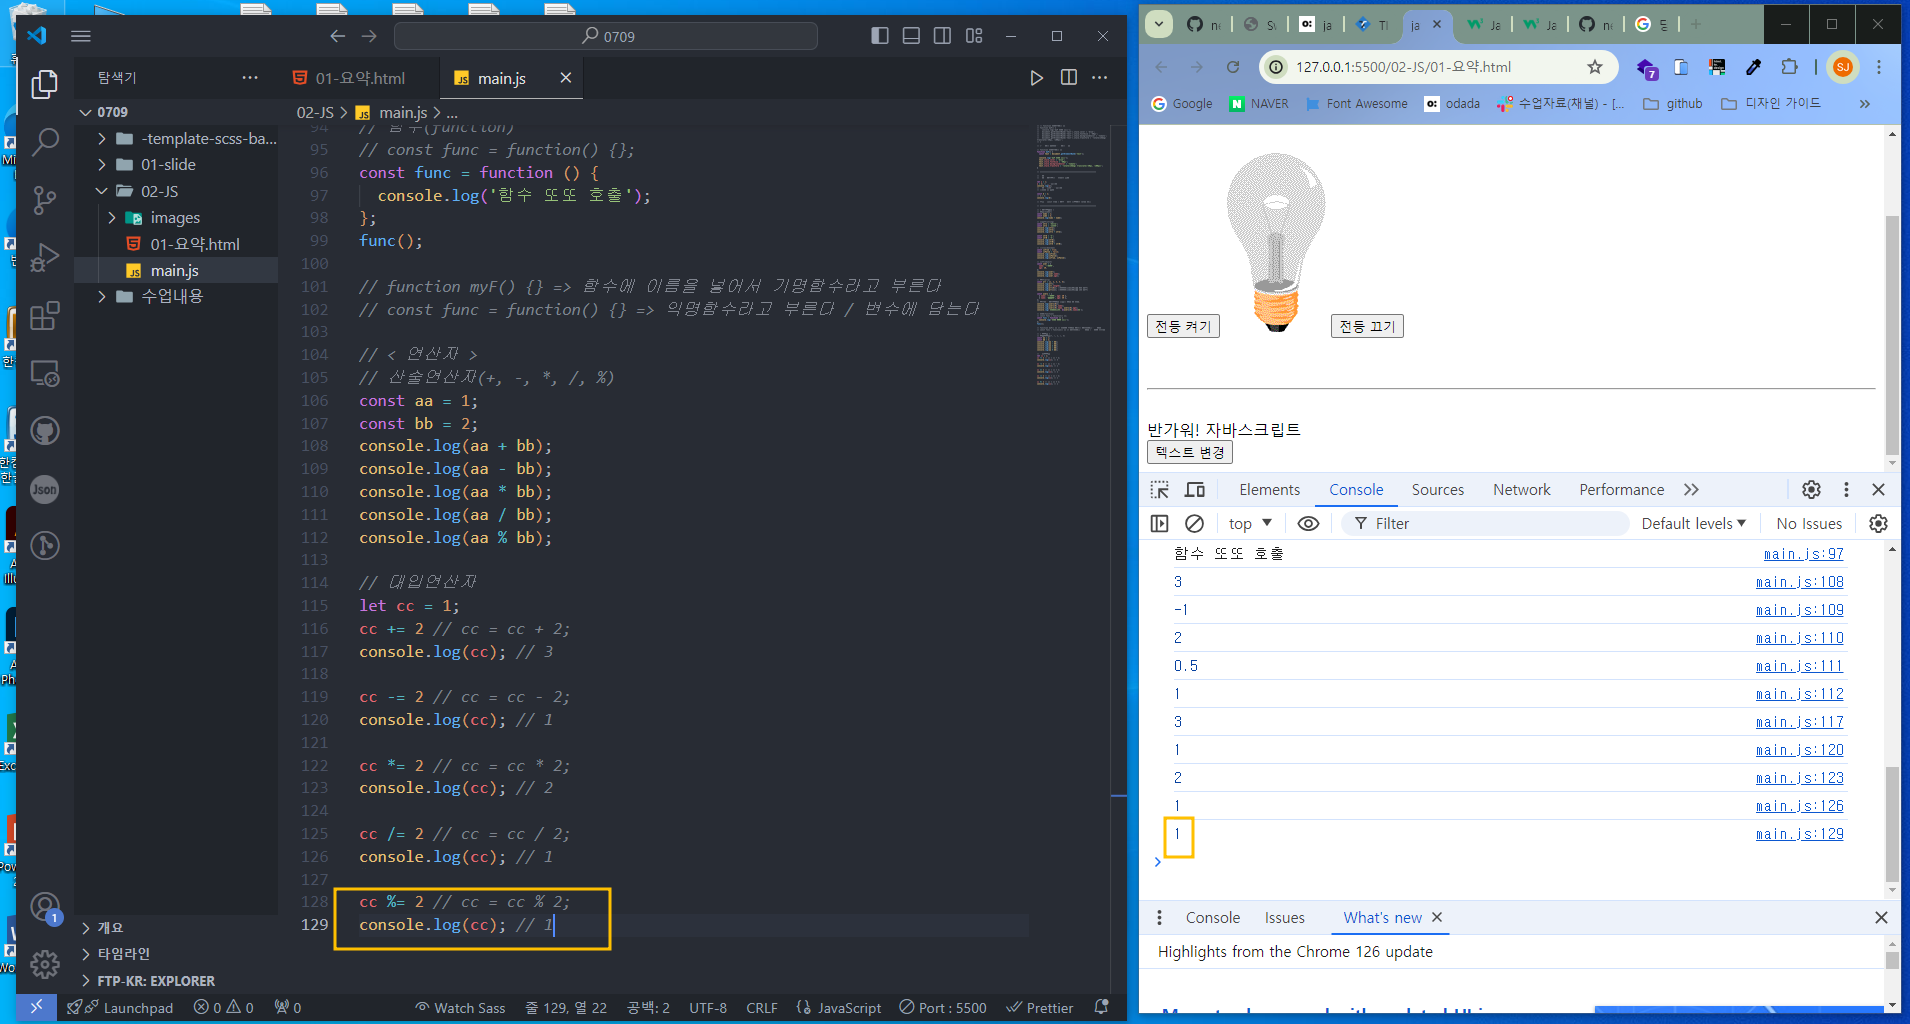 0709
탐색기
01-요약.html
main.js
0709
-template-scss-ba...
01-slide
02-JS
images
01-요약.html
main.js
수업내용
개요
타임라인
FTP-KR: EXPLORER
02-JS > main.js > ...
94 // 함수(function)
95 // const func = function() {};
96 const func = function () {
97 console.log('함수 또또 호출');
98 };
99 func();
100
101 // function myF() {} => 함수에 이름을 넣어서 기명함수라고 부른다
102 // const func = function() {} => 익명함수라고 부른다 / 변수에 담는다
103
104 // < 연산자 >
105 // 산술연산자(+, -, *, /, %)
106 const aa = 1;
107 const bb = 2;
108 console.log(aa + bb);
109 console.log(aa - bb);
110 console.log(aa * bb);
111 console.log(aa / bb);
112 console.log(aa % bb);
113
114 // 대입연산자
115 let cc = 1;
116 cc += 2 // cc = cc + 2;
117 console.log(cc); // 3
118
119 cc -= 2 // cc = cc - 2;
120 console.log(cc); // 1
121
122 cc *= 2 // cc = cc * 2;
123 console.log(cc); // 2
124
125 cc /= 2 // cc = cc / 2;
126 console.log(cc); // 1
127
128 cc %= 2 // cc = cc % 2;
129 console.log(cc); // 1
Json
1
Launchpad 0 0 0 Watch Sass 줄 129, 열 22 공백: 2 UTF-8 CRLF JavaScript Port : 5500 Prettier
127.0.0.1:5500/02-JS/01-요약.html
7
SJ
Google NAVER Font Awesome odada 수업자료(채널) - [... github 디자인 가이드
전등 켜기
전등 끄기
반가워! 자바스크립트
텍스트 변경
Elements Console Sources Network Performance
top Filter Default levels No Issues
함수 또또 호출 main.js:97
3 main.js:108
-1 main.js:109
2 main.js:110
0.5 main.js:111
1 main.js:112
3 main.js:117
1 main.js:120
2 main.js:123
1 main.js:126
1 main.js:129
Console Issues What's new
Highlights from the Chrome 126 update